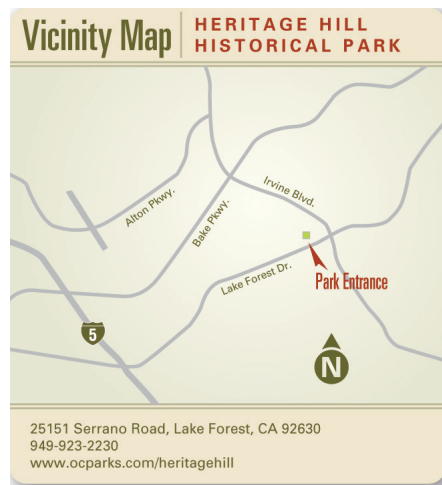 Vicinity Map
HERITAGE HILL
HISTORICAL PARK
Irvine Blvd.
Alton Pkwy.
Bake Pkwy.
Lake Forest Dr.
Park Entrance
5
N
25151 Serrano Road, Lake Forest, CA 92630
949-923-2230
www.ocparks.com/heritagehill